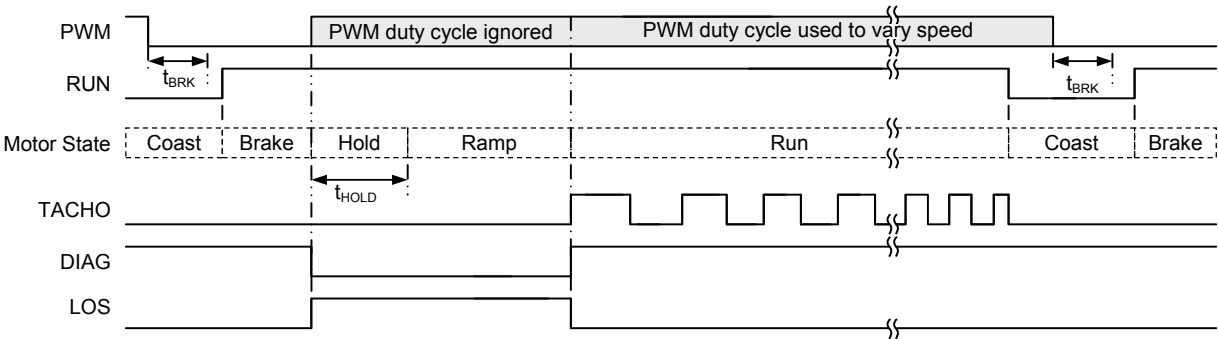 PWM PWM duty cycle ignored PWM duty cycle used to vary speed
tBRK tBRK
RUN
Motor State Coast Brake Hold Ramp Run Coast Brake
tHOLD
TACHO
DIAG
LOS